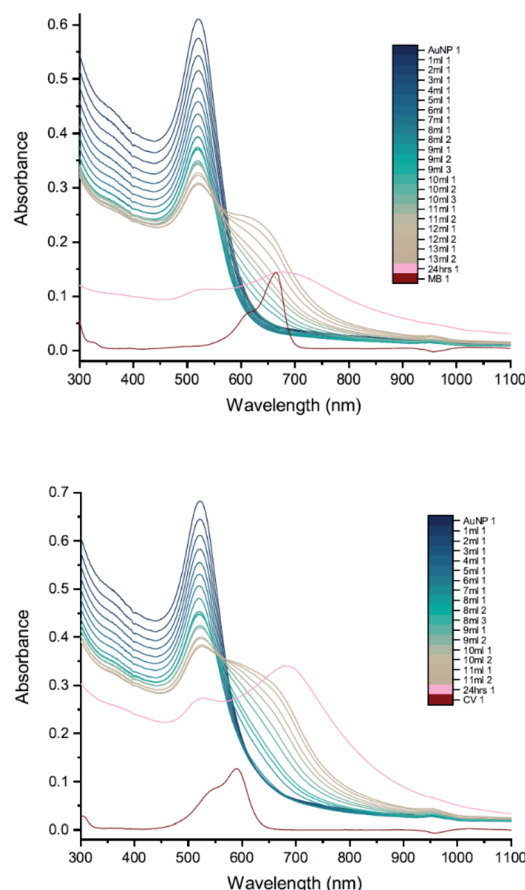 0.6
0.5
0.4
0.3
0.2
0.1
0.0
Absorbance
300 400 500 600 700 800 900 1000 1100
Wavelength (nm)
AuNP 1
1ml 1
2ml 1
3ml 1
4ml 1
5ml 1
6ml 1
7ml 1
8ml 1
8ml 2
9ml 1
9ml 2
9ml 3
10ml 1
10ml 2
10ml 3
11ml 1
11ml 2
12ml 1
12ml 2
13ml 1
13ml 2
24hrs 1
MB 1
0.7
0.6
0.5
0.4
0.3
0.2
0.1
0.0
Absorbance
300 400 500 600 700 800 900 1000 1100
Wavelength (nm)
AuNP 1
1ml 1
2ml 1
3ml 1
4ml 1
5ml 1
6ml 1
7ml 1
8ml 1
8ml 2
8ml 3
9ml 1
9ml 2
10ml 1
10ml 2
11ml 1
11ml 2
24hrs 1
CV 1